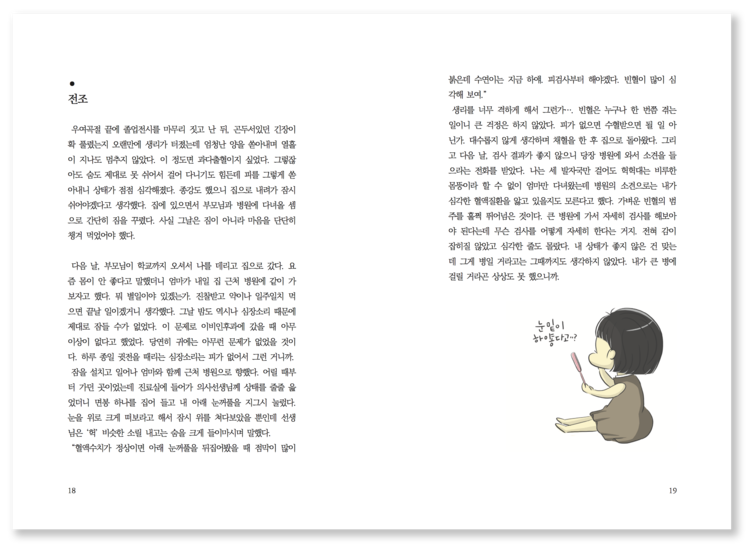 전조
우여곡절 끝에 졸업전시를 마무리 짓고 난 뒤, 곤두서있던 긴장이
확 풀렸는지 오랜만에 생리가 터졌는데 엄청난 양을 쏟아내며 열흘
이 지나도 멈추지 않았다. 이 정도면 과다출혈이지 싶었다. 그렇잖
아도 숨도 제대로 못 쉬어서 걸어 다니기도 힘든데 피를 그렇게 쏟
아내니 상태가 점점 심각해졌다. 종강도 했으니 집으로 내려가 잠시
쉬어야겠다고 생각했다. 집에 있으면서 부모님과 병원에 다녀올 셈
으로 간단히 짐을 꾸렸다. 사실 그날은 짐이 아니라 마음을 단단히
챙겨 먹었어야 했다.
다음 날, 부모님이 학교까지 오셔서 나를 데리고 집으로 갔다. 요
즘 몸이 안 좋다고 말했더니 엄마가 내일 집 근처 병원에 같이 가
보자고 했다. 뭐 별일이야 있겠는가. 진찰받고 약이나 일주일치 먹
으면 끝날 일이겠거니 생각했다. 그날 밤도 역시나 심장소리 때문에
제대로 잠들 수가 없었다. 이 문제로 이비인후과에 갔을 때 아무
이상이 없다고 했었다. 당연히 귀에는 아무런 문제가 없었을 것이
다. 하루 종일 귓전을 때리는 심장소리는 피가 없어서 그런 거니까.
잠을 설치고 일어나 엄마와 함께 근처 병원으로 향했다. 어릴 때부
터 가던 곳이었는데 진료실에 들어가 의사선생님께 상태를 줄줄 읊
었더니 면봉 하나를 집어 들고 내 아래 눈꺼풀을 지그시 눌렀다.
눈을 위로 크게 떠보라고 해서 잠시 위를 쳐다보았을 뿐인데 선생
님은 ‘헉’ 비슷한 소릴 내고는 숨을 크게 들이마시며 말했다.
“혈액수치가 정상이면 아래 눈꺼풀을 뒤집어봤을 때 점막이 많이
18
붉은데 수연이는 지금 하얘. 피검사부터 해야겠다. 빈혈이 많이 심
각해 보여.”
생리를 너무 격하게 해서 그런가…. 빈혈은 누구나 한 번쯤 겪는
일이니 큰 걱정은 하지 않았다. 피가 없으면 수혈받으면 될 일 아
닌가. 대수롭지 않게 생각하며 채혈을 한 후 집으로 돌아왔다. 그리
고 다음 날, 검사 결과가 좋지 않으니 당장 병원에 와서 소견을 들
으라는 전화를 받았다. 나는 세 발자국만 걸어도 헉헉대는 비루한
몸뚱이라 할 수 없이 엄마만 다녀왔는데 병원의 소견으로는 내가
심각한 혈액질환을 앓고 있을지도 모른다고 했다. 가벼운 빈혈의 범
주를 훌쩍 뛰어넘은 것이다. 큰 병원에 가서 자세히 검사를 해보아
야 된다는데 무슨 검사를 어떻게 자세히 한다는 거지. 전혀 감이
잡히질 않았고 심각한 줄도 몰랐다. 내 상태가 좋지 않은 건 맞는
데 그게 병일 거라고는 그때까지도 생각하지 않았다. 내가 큰 병에
걸릴 거라곤 상상도 못 했으니까.
눈밑이
하얗다고..?
19